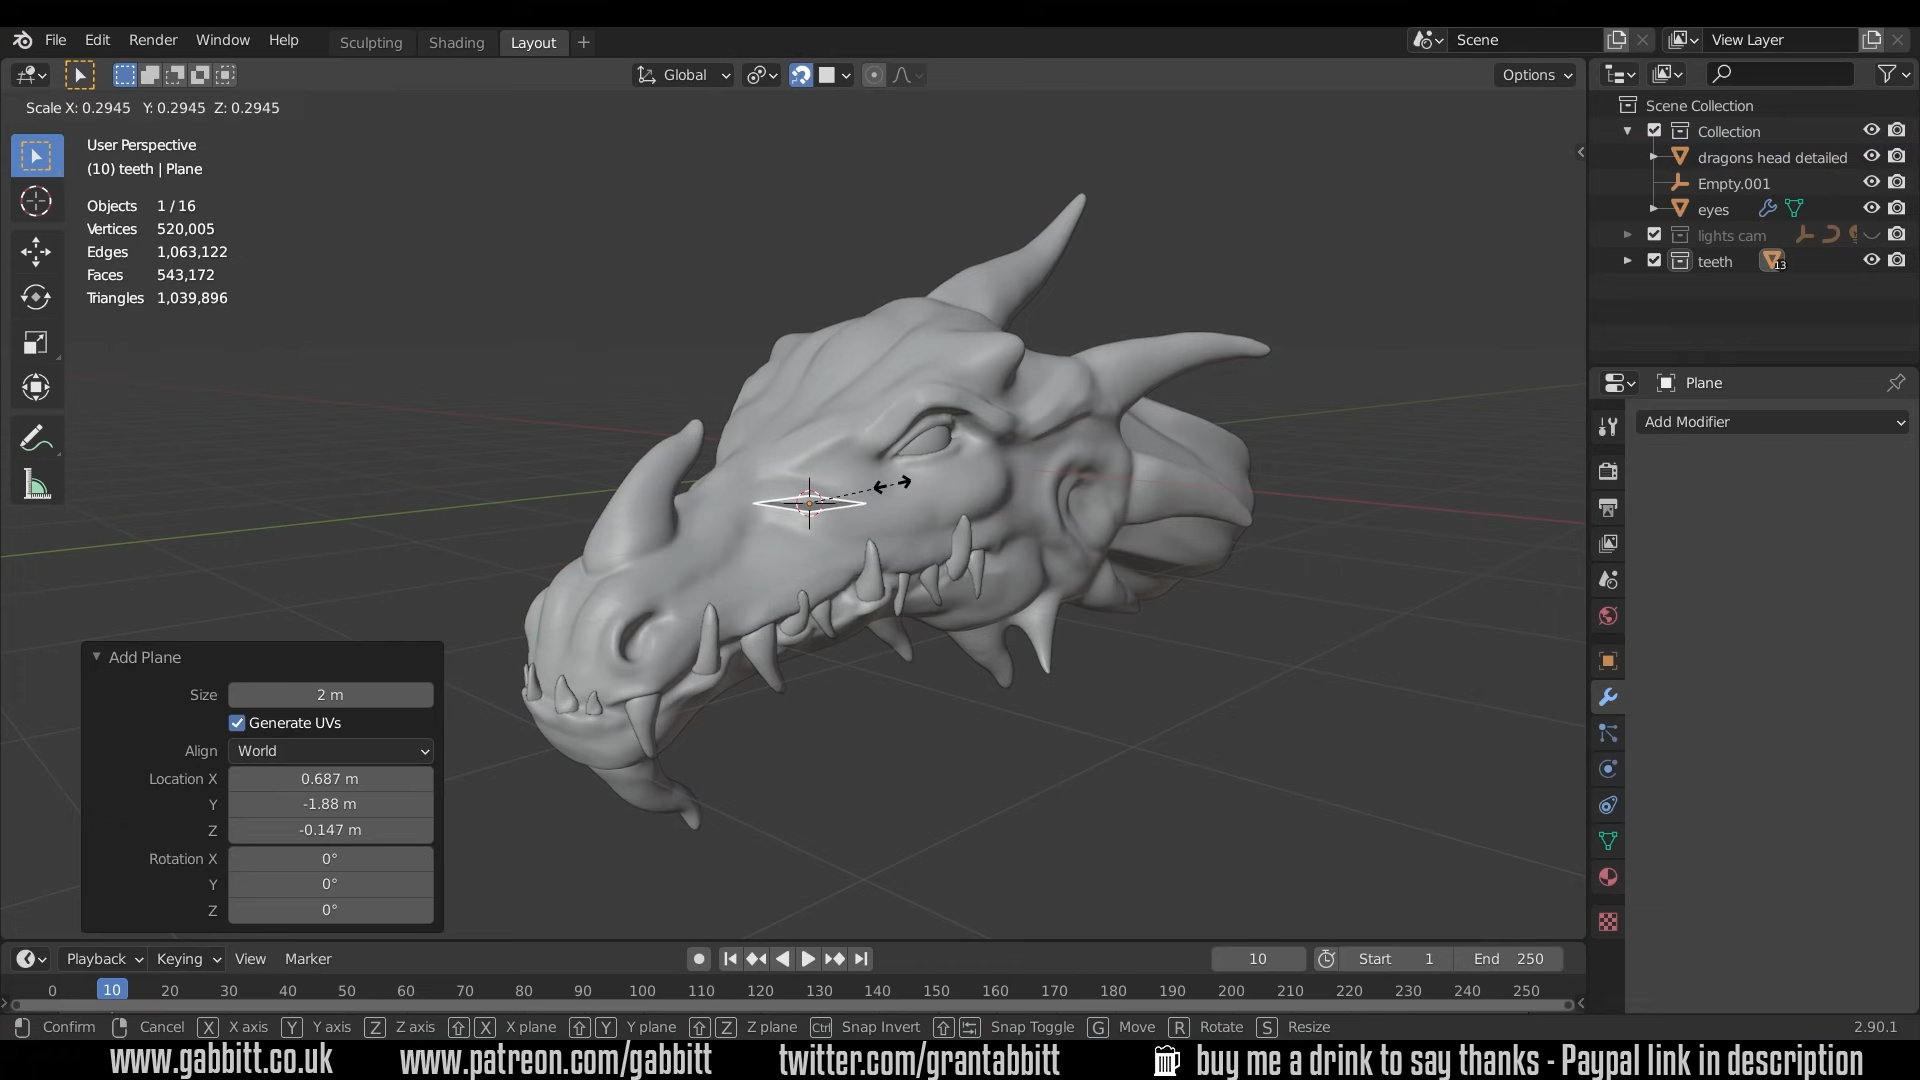 File Edit Render Window Help Sculpting Shading Layout + Scene View Layer
Global Options
Scale X: 0.2945 Y: 0.2945 Z: 0.2945
User Perspective
(10) teeth | Plane
Objects 1 / 16
Vertices 520,005
Edges 1,063,122
Faces 543,172
Triangles 1,039,896
Scene Collection
Collection
dragons head detailed
Empty.001
eyes
lights cam
teeth 13
Plane
Add Modifier
Add Plane
Size 2 m
Generate UVs
Align World
Location X 0.687 m
Y -1.88 m
Z -0.147 m
Rotation X 0°
Y 0°
Z 0°
Playback Keying View Marker 10 Start 1 End 250
0 10 20 30 40 50 60 70 80 90 100 110 120 130 140 150 160 170 180 190 200 210 220 230 240 250
Confirm Cancel X X axis Y Y axis Z Z axis X X plane Y Y plane Z Z plane Ctrl Snap Invert Snap Toggle G Move R Rotate S Resize 2.90.1
www.gabbitt.co.uk www.patreon.com/gabbitt twitter.com/grantabbitt buy me a drink to say thanks - Paypal link in description